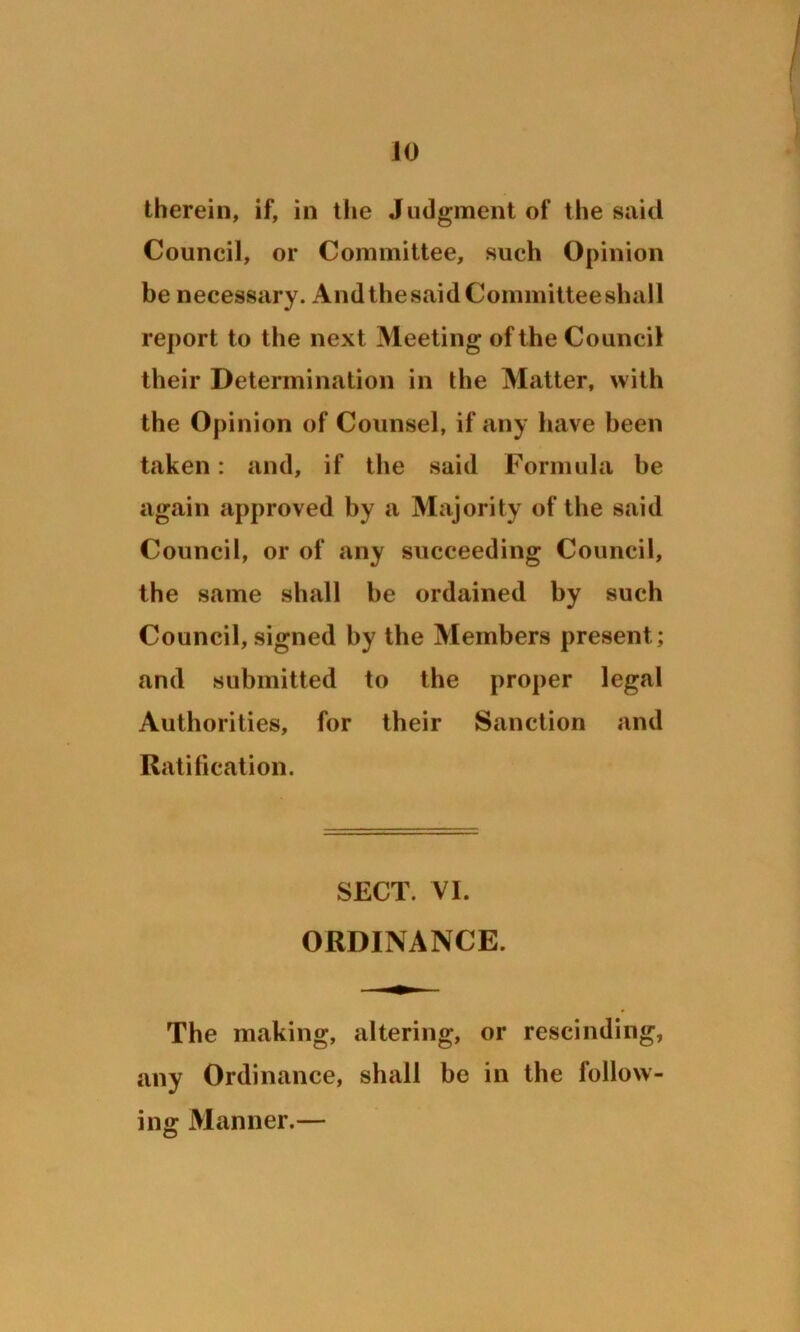 10
therein, if, in the Judgment of the said
Council, or Committee, such Opinion
be necessary. And the said Committee shall
report to the next Meeting of the Council
their Determination in the Matter, with
the Opinion of Counsel, if any have been
taken: and, if the said Formula be
again approved by a Majority of the said
Council, or of any succeeding Council,
the same shall be ordained by such
Council, signed by the Members present;
and submitted to the proper legal
Authorities, for their Sanction and
Ratification.
SECT. VI.
ORDINANCE.
The making, altering, or rescinding,
any Ordinance, shall be in the follow-
ing Manner.—